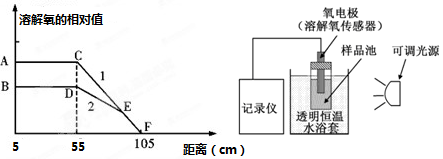 溶解氧的相对值
A
C
1
B
D
2
E
F
5
55
105
距离（cm）
氧电极
（溶解氧传感器）
样品池
可调光源
记录仪
透明恒温
水浴套